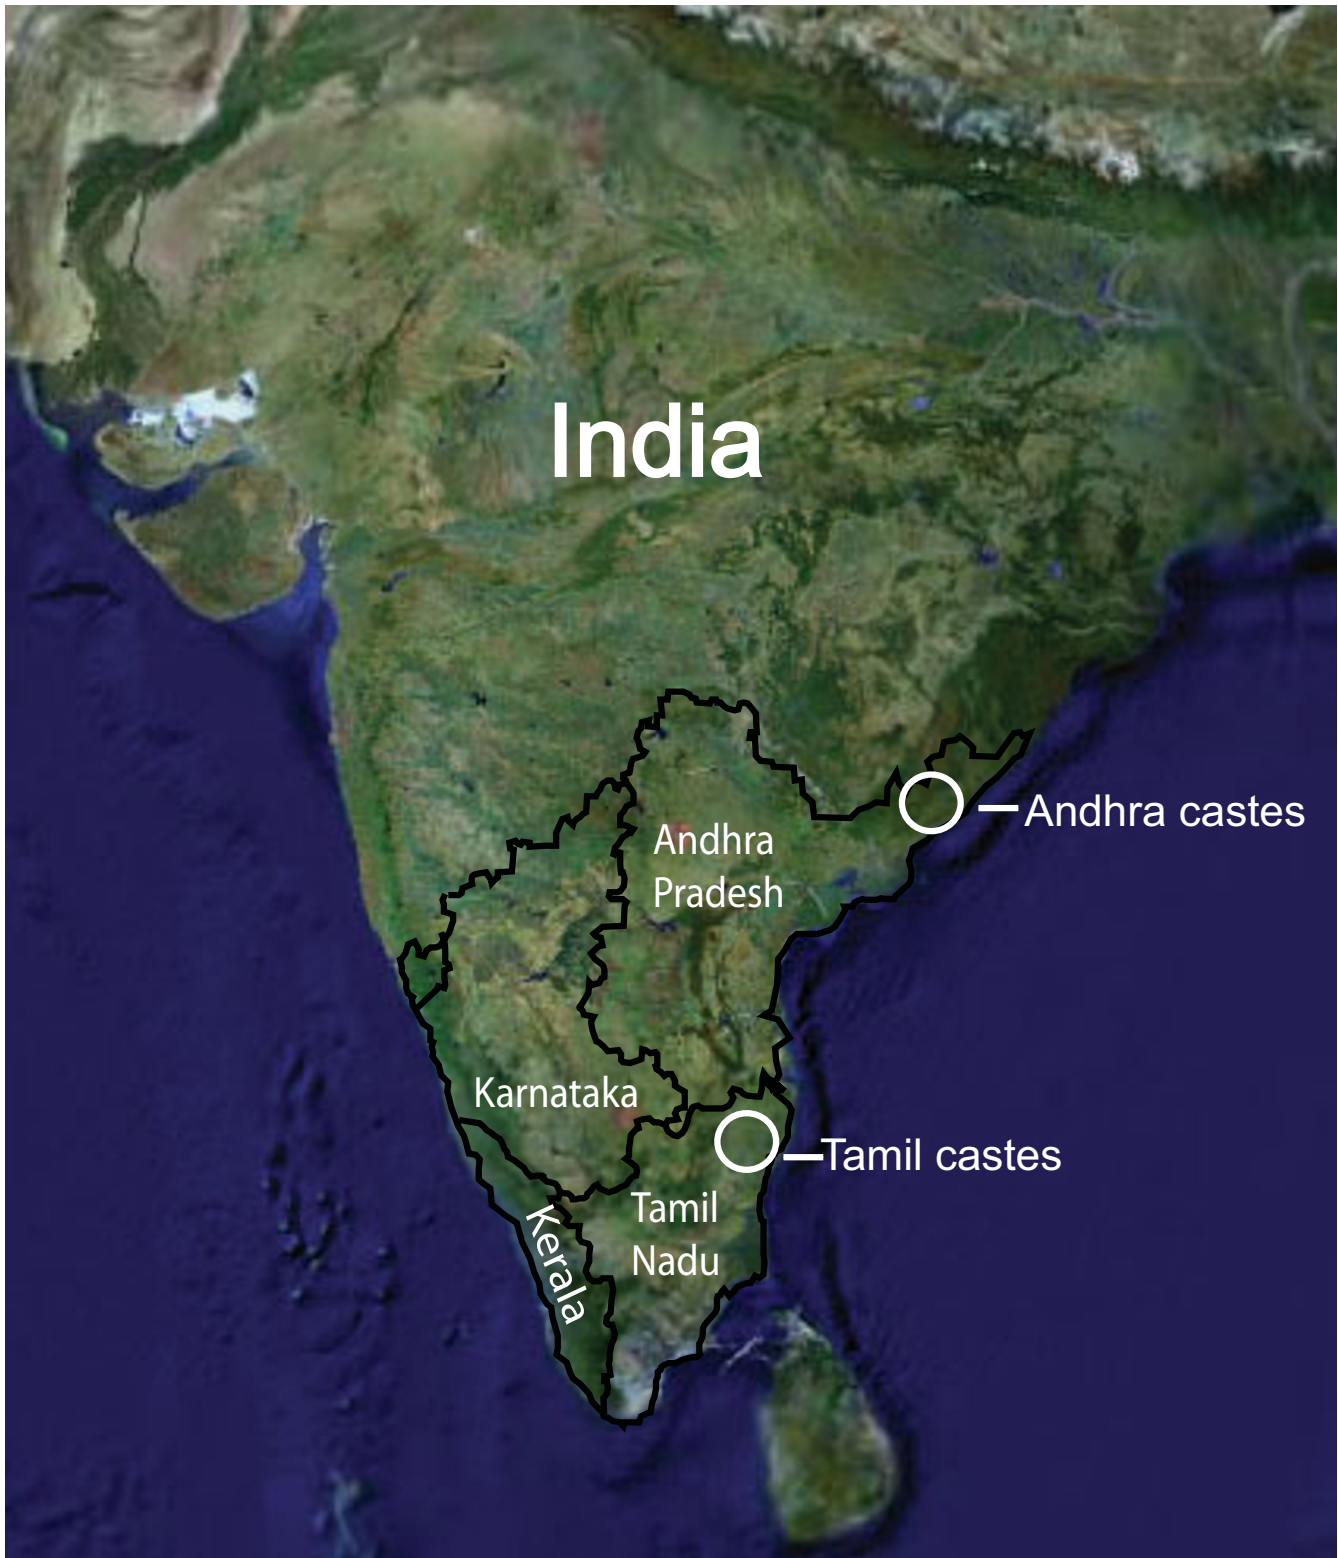 India
Andhra castes
Andhra
Pradesh
Karnataka
Tamil castes
Tamil
Nadu
Kerala